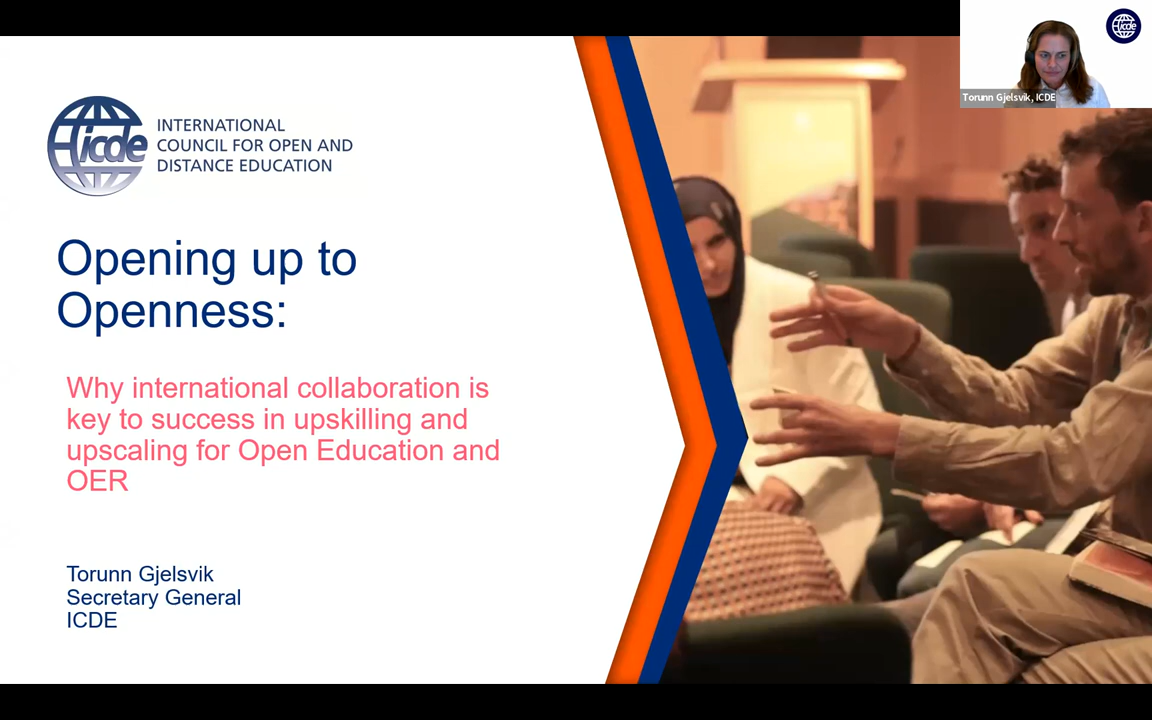 icde
Torunn Gjelsvik, ICDE
icde
INTERNATIONAL
COUNCIL FOR OPEN AND
DISTANCE EDUCATION
Opening up to
Openness:
Why international collaboration is
key to success in upskilling and
upscaling for Open Education and
OER
Torunn Gjelsvik
Secretary General
ICDE